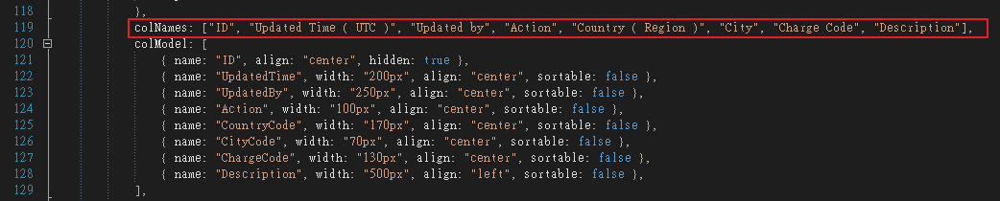 118 },
119 colNames: ["ID", "Updated Time ( UTC )", "Updated by", "Action", "Country ( Region )", "City", "Charge Code", "Description"],
120 colModel: [
121 { name: "ID", align: "center", hidden: true },
122 { name: "UpdatedTime", width: "200px", align: "center", sortable: false },
123 { name: "UpdatedBy", width: "250px", align: "center", sortable: false },
124 { name: "Action", width: "100px", align: "center", sortable: false },
125 { name: "CountryCode", width: "170px", align: "center", sortable: false },
126 { name: "CityCode", width: "70px", align: "center", sortable: false },
127 { name: "ChargeCode", width: "130px", align: "center", sortable: false },
128 { name: "Description", width: "500px", align: "left", sortable: false },
129 ],